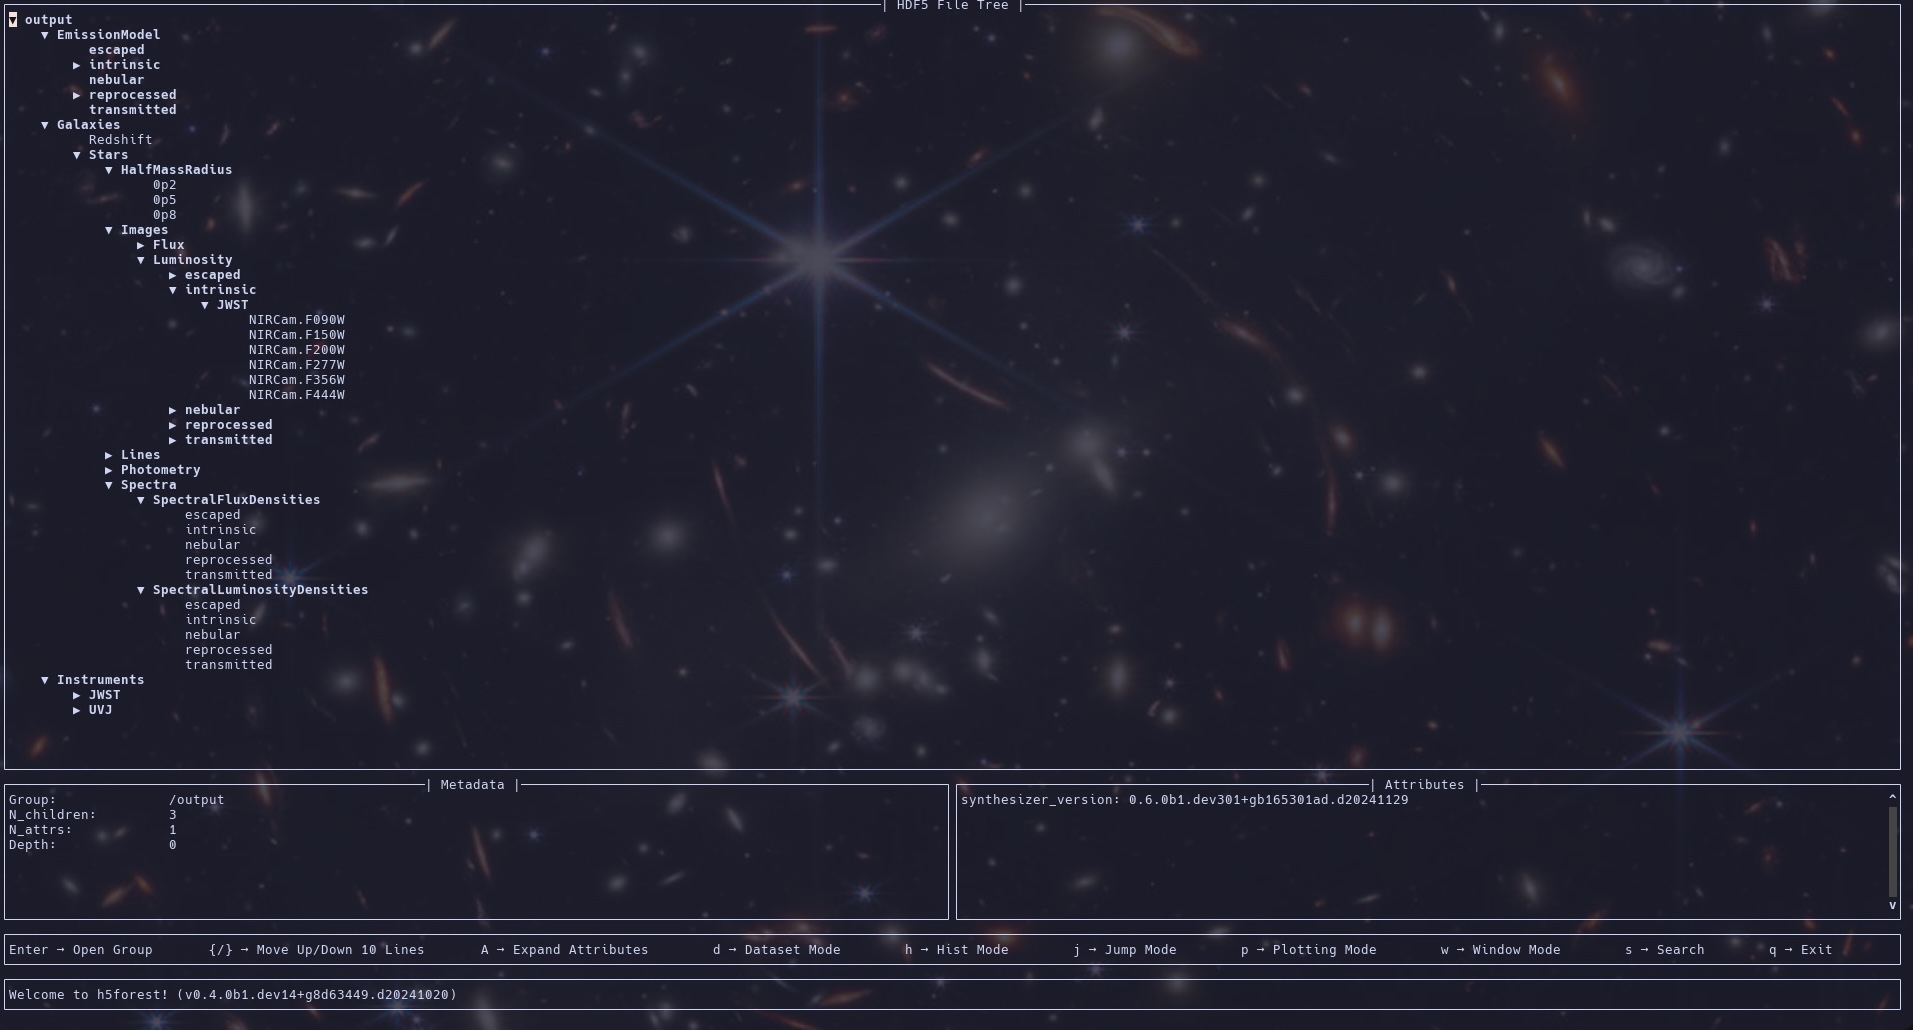 | HDF5 File Tree |
▼ output
▼ EmissionModel
escaped
▶ intrinsic
nebular
▶ reprocessed
transmitted
▼ Galaxies
Redshift
▼ Stars
▼ HalfMassRadius
0p2
0p5
0p8
▼ Images
▶ Flux
▼ Luminosity
▶ escaped
▼ intrinsic
▼ JWST
NIRCam.F090W
NIRCam.F150W
NIRCam.F200W
NIRCam.F277W
NIRCam.F356W
NIRCam.F444W
▶ nebular
▶ reprocessed
▶ transmitted
▶ Lines
▶ Photometry
▼ Spectra
▼ SpectralFluxDensities
escaped
intrinsic
nebular
reprocessed
transmitted
▼ SpectralLuminosityDensities
escaped
intrinsic
nebular
reprocessed
transmitted
▼ Instruments
▶ JWST
▶ UVJ
| Metadata |
Group: /output
N_children: 3
N_attrs: 1
Depth: 0
| Attributes |
synthesizer_version: 0.6.0b1.dev301+gb165301ad.d20241129
^
v
Enter → Open Group {/} → Move Up/Down 10 Lines A → Expand Attributes d → Dataset Mode h → Hist Mode j → Jump Mode p → Plotting Mode w → Window Mode s → Search q → Exit
Welcome to h5forest! (v0.4.0b1.dev14+g8d63449.d20241020)